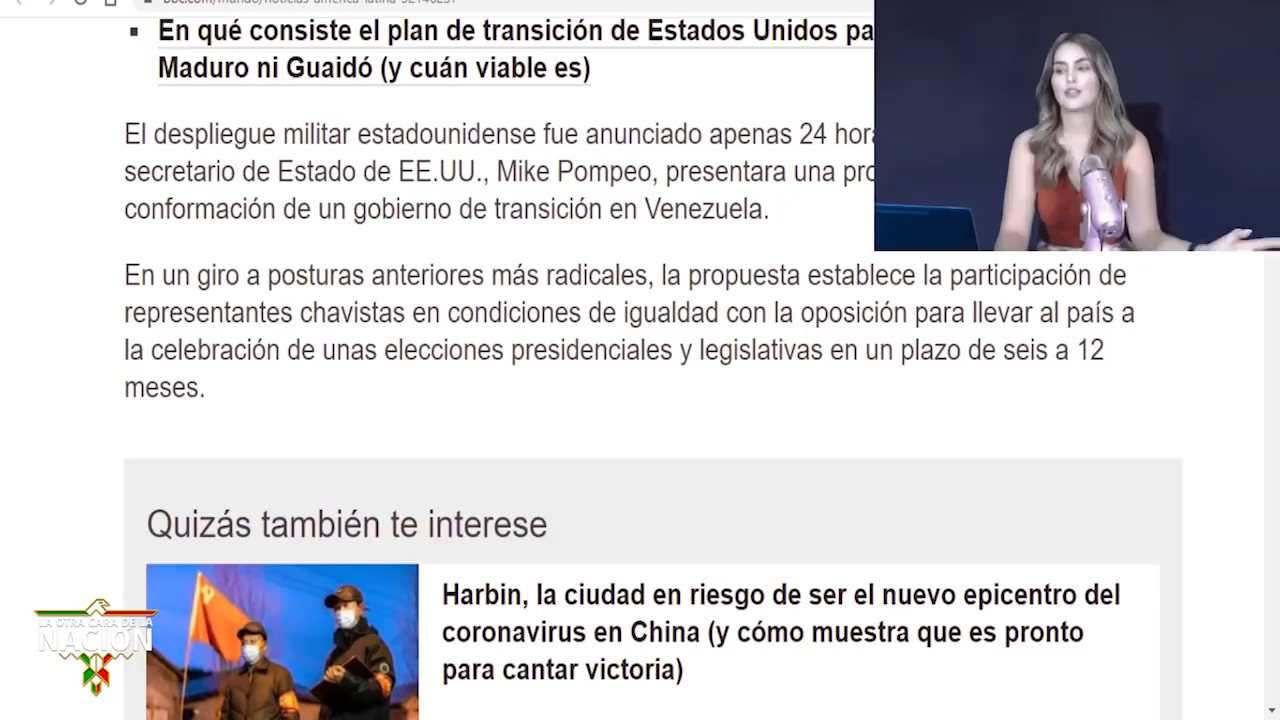 En qué consiste el plan de transición de Estados Unidos
Maduro ni Guaidó (y cuán viable es)
El despliegue militar estadounidense fue anunciado apenas 24
secretario de Estado de EE.UU., Mike Pompeo, presentara una
conformación de un gobierno de transición en Venezuela.
En un giro a posturas anteriores más radicales, la propuesta establece la participación de
representantes chavistas en condiciones de igualdad con la oposición para llevar al país a
la celebración de unas elecciones presidenciales y legislativas en un plazo de seis a 12
meses.
Quizás también te interese
Harbin, la ciudad en riesgo de ser el nuevo epicentro del
coronavirus en China (y cómo muestra que es pronto
para cantar victoria)
LA OTRA CARA DE LA
NACIÓN